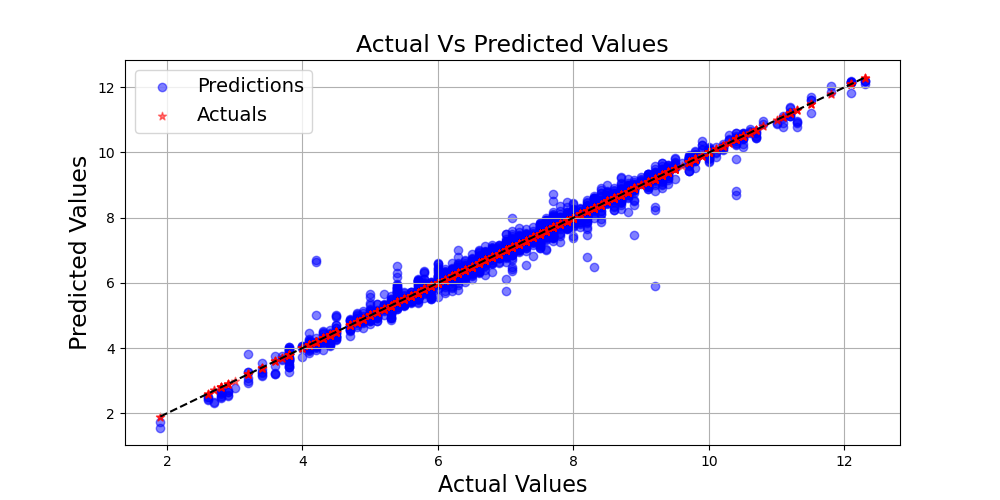 Actual Vs Predicted Values
Predictions
Actuals
12
10
8
6
4
2
Predicted Values
2 4 6 8 10 12
Actual Values